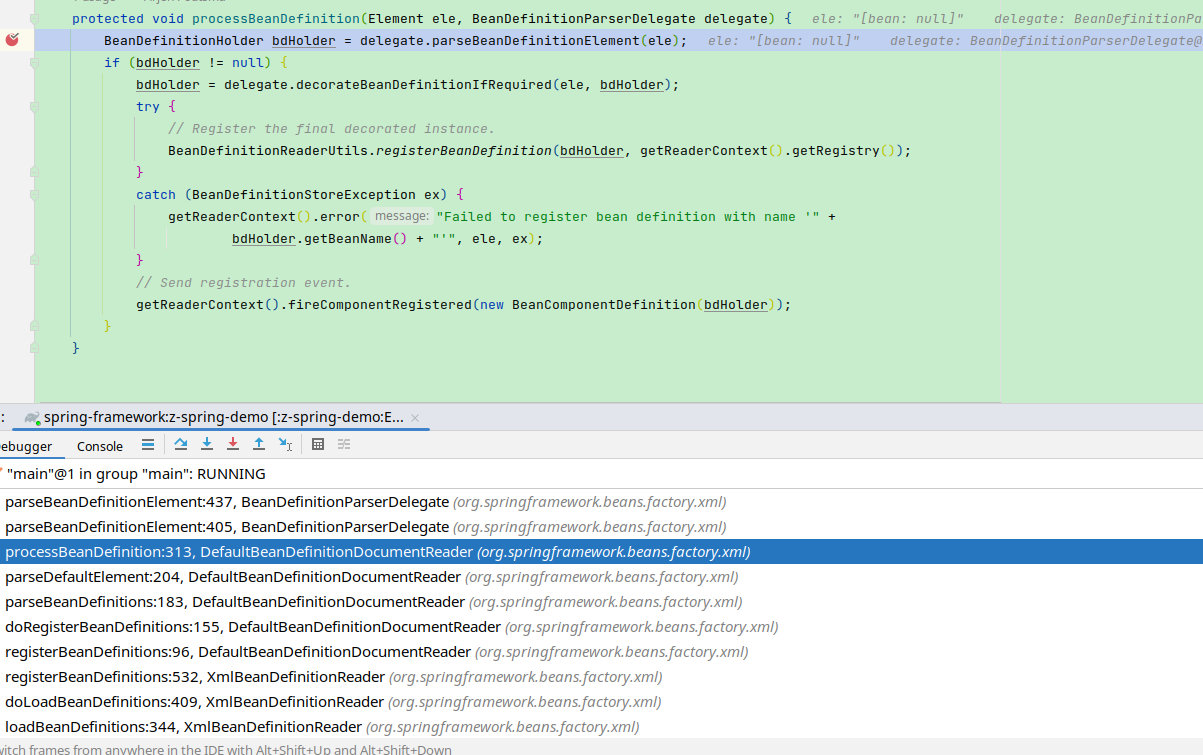 protected void processBeanDefinition(Element ele, BeanDefinitionParserDelegate delegate) { ele: "[bean: null]" delegate: BeanDefinitionPa
BeanDefinitionHolder bdHolder = delegate.parseBeanDefinitionElement(ele); ele: "[bean: null]" delegate: BeanDefinitionParserDelegate@
if (bdHolder != null) {
bdHolder = delegate.decorateBeanDefinitionIfRequired(ele, bdHolder);
try {
// Register the final decorated instance.
BeanDefinitionReaderUtils.registerBeanDefinition(bdHolder, getReaderContext().getRegistry());
}
catch (BeanDefinitionStoreException ex) {
getReaderContext().error( message: "Failed to register bean definition with name '" +
bdHolder.getBeanName() + "'", ele, ex);
}
// Send registration event.
getReaderContext().fireComponentRegistered(new BeanComponentDefinition(bdHolder));
}
}
: spring-framework:z-spring-demo [:z-spring-demo:E... ×
ebugger Console
"main"@1 in group "main": RUNNING
parseBeanDefinitionElement:437, BeanDefinitionParserDelegate (org.springframework.beans.factory.xml)
parseBeanDefinitionElement:405, BeanDefinitionParserDelegate (org.springframework.beans.factory.xml)
processBeanDefinition:313, DefaultBeanDefinitionDocumentReader (org.springframework.beans.factory.xml)
parseDefaultElement:204, DefaultBeanDefinitionDocumentReader (org.springframework.beans.factory.xml)
parseBeanDefinitions:183, DefaultBeanDefinitionDocumentReader (org.springframework.beans.factory.xml)
doRegisterBeanDefinitions:155, DefaultBeanDefinitionDocumentReader (org.springframework.beans.factory.xml)
registerBeanDefinitions:96, DefaultBeanDefinitionDocumentReader (org.springframework.beans.factory.xml)
registerBeanDefinitions:532, XmlBeanDefinitionReader (org.springframework.beans.factory.xml)
doLoadBeanDefinitions:409, XmlBeanDefinitionReader (org.springframework.beans.factory.xml)
loadBeanDefinitions:344, XmlBeanDefinitionReader (org.springframework.beans.factory.xml)
witch frames from anywhere in the IDE with Alt+Shift+Up and Alt+Shift+Down